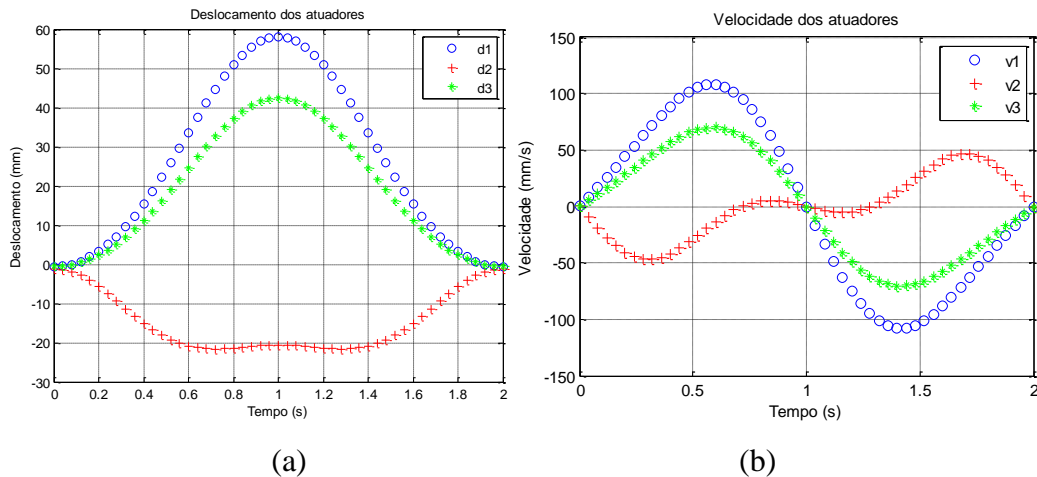 Deslocamento dos atuadores
60
50
40
30
20
10
0
-10
-20
-30
Deslocamento (mm)
0
0.2
0.4
0.6
0.8
1
1.2
1.4
1.6
1.8
2
Tempo (s)
d1
d2
d3
(a)
Velocidade dos atuadores
150
100
50
0
-50
-100
-150
Velocidade (mm/s)
0
0.5
1
1.5
2
Tempo (s)
v1
v2
v3
(b)